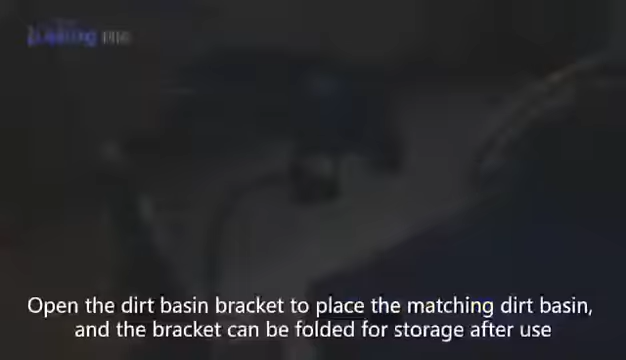 Open the dirt basin bracket to place the matching dirt basin,
and the bracket can be folded for storage after use